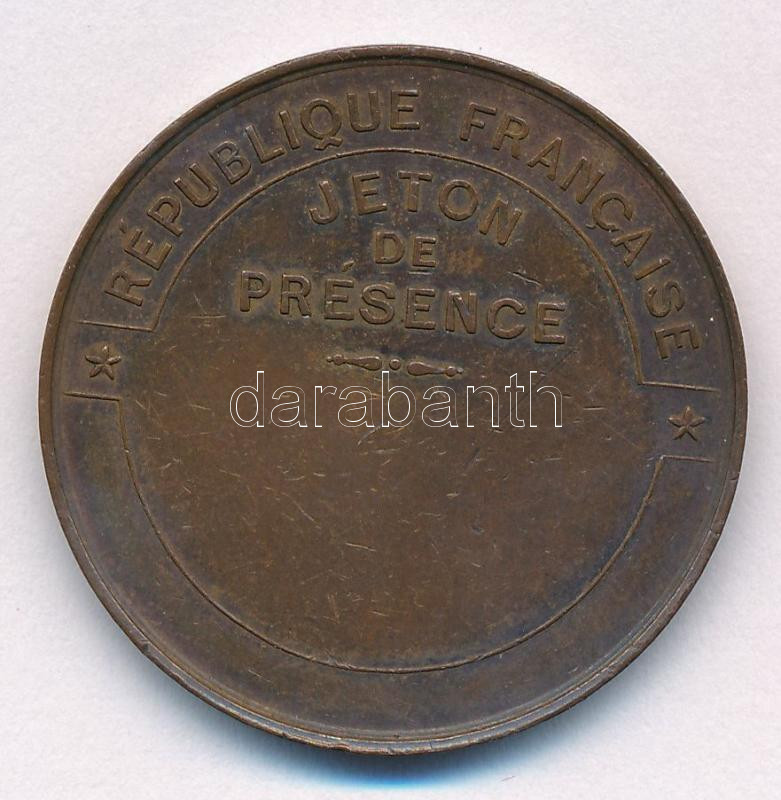 RÉPUBLIQUE FRANÇAISE
JETON
DE
PRÉSENCE
darabanth